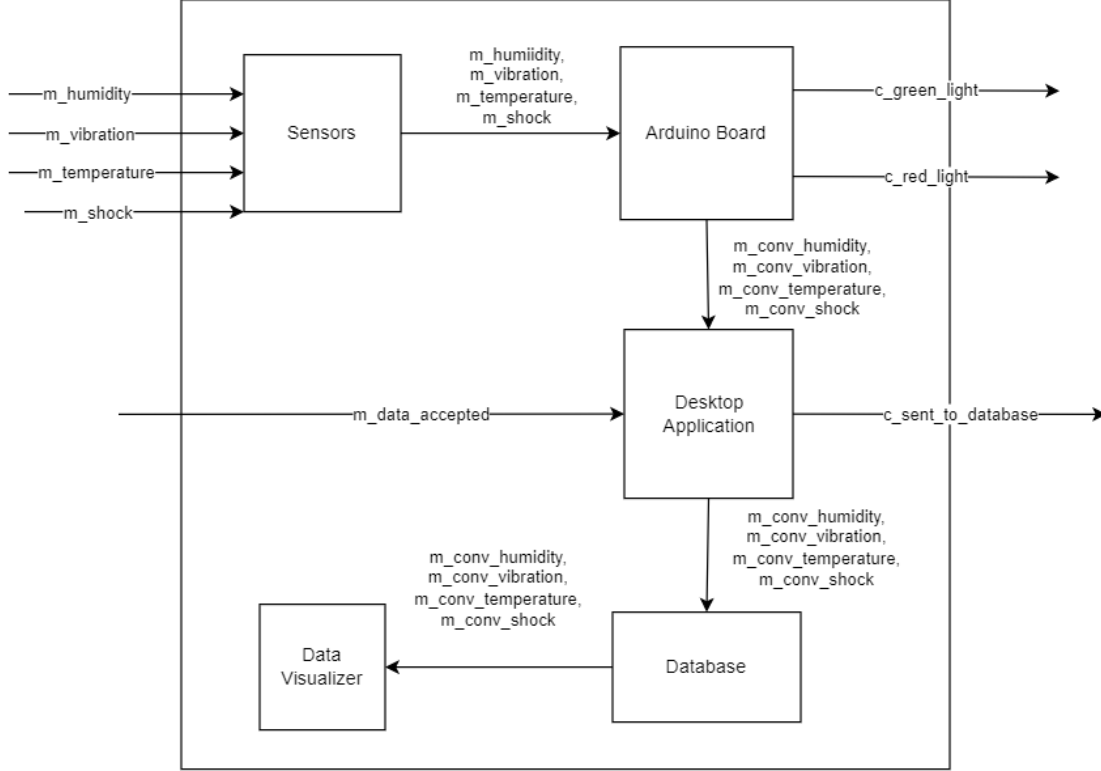 m_humidity
m_vibration
m_temperature
m_shock
Sensors
m_humiidity,
m_vibration,
m_temperature,
m_shock
Arduino Board
c_green_light
c_red_light
m_conv_humidity,
m_conv_vibration,
m_conv_temperature,
m_conv_shock
m_data_accepted
Desktop
Application
c_sent_to_database
m_conv_humidity,
m_conv_vibration,
m_conv_temperature,
m_conv_shock
m_conv_humidity,
m_conv_vibration,
m_conv_temperature,
m_conv_shock
Data
Visualizer
Database